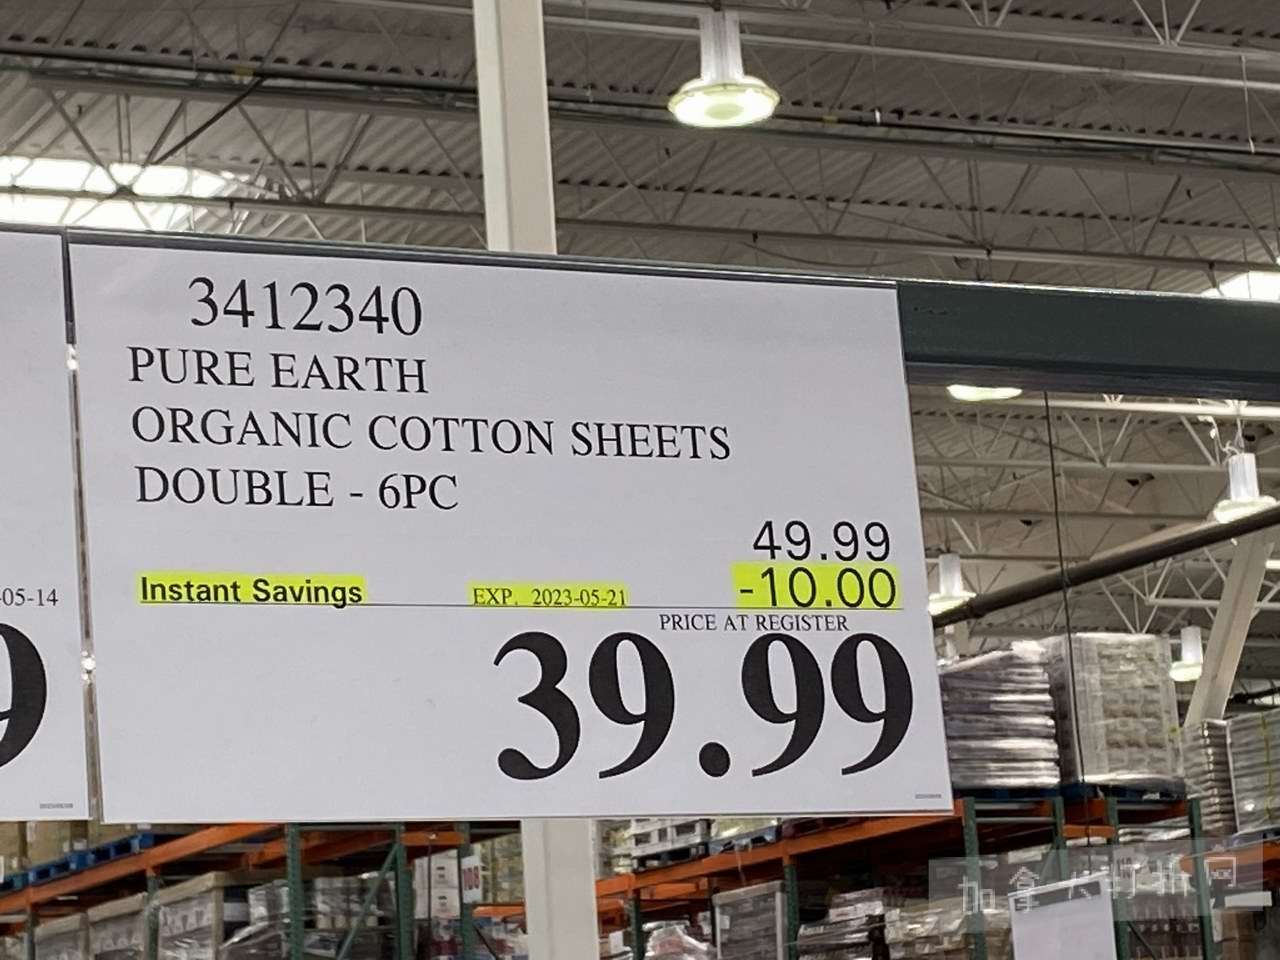 3412340
PURE EARTH
ORGANIC COTTON SHEETS
DOUBLE - 6PC
49.99
Instant Savings EXP. 2023-05-21 -10.00
PRICE AT REGISTER
39.99
-05-14
9
加拿大打折网